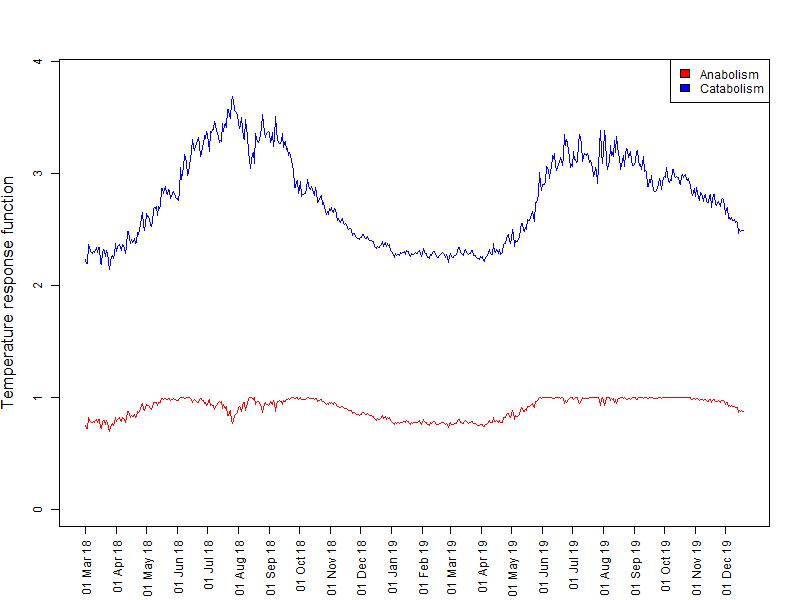 4
3
2
1
0
Temperature response function
Anabolism
Catabolism
01 Mar 18
01 Apr 18
01 May 18
01 Jun 18
01 Jul 18
01 Aug 18
01 Sep 18
01 Oct 18
01 Nov 18
01 Dec 18
01 Jan 19
01 Feb 19
01 Mar 19
01 Apr 19
01 May 19
01 Jun 19
01 Jul 19
01 Aug 19
01 Sep 19
01 Oct 19
01 Nov 19
01 Dec 19